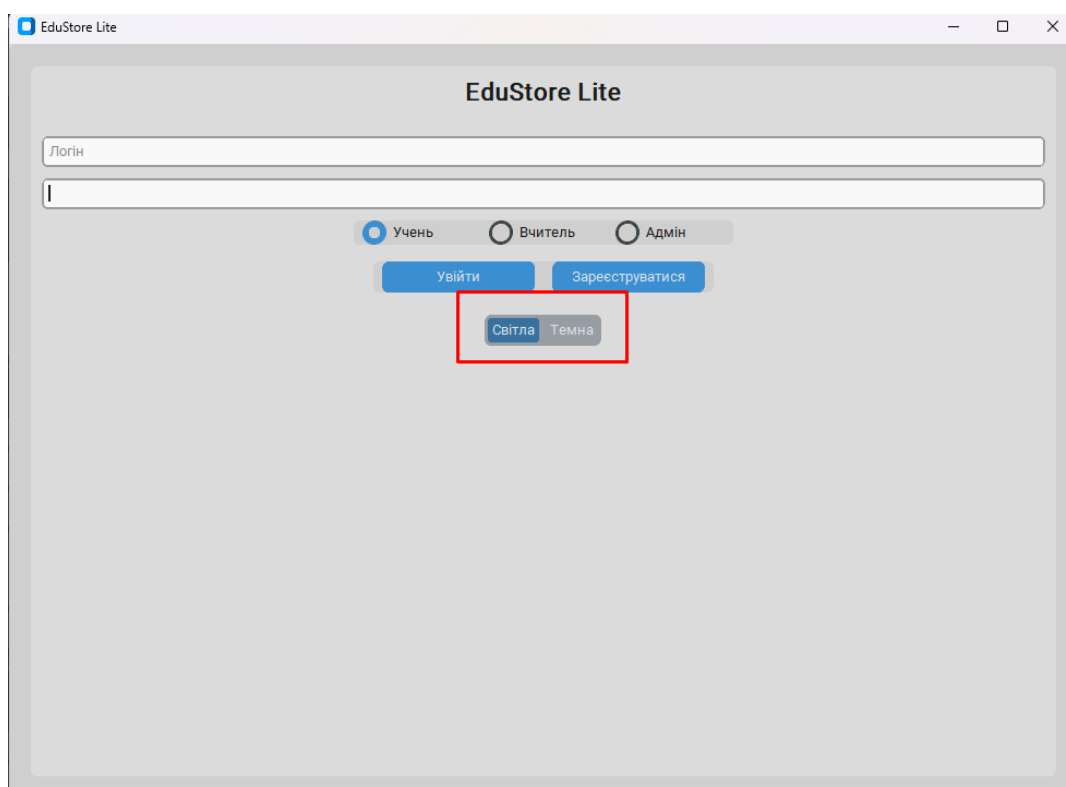 EduStore Lite
EduStore Lite
Логін
Учень Вчитель Адмін
Увійти Зареєструватися
Світла Темна